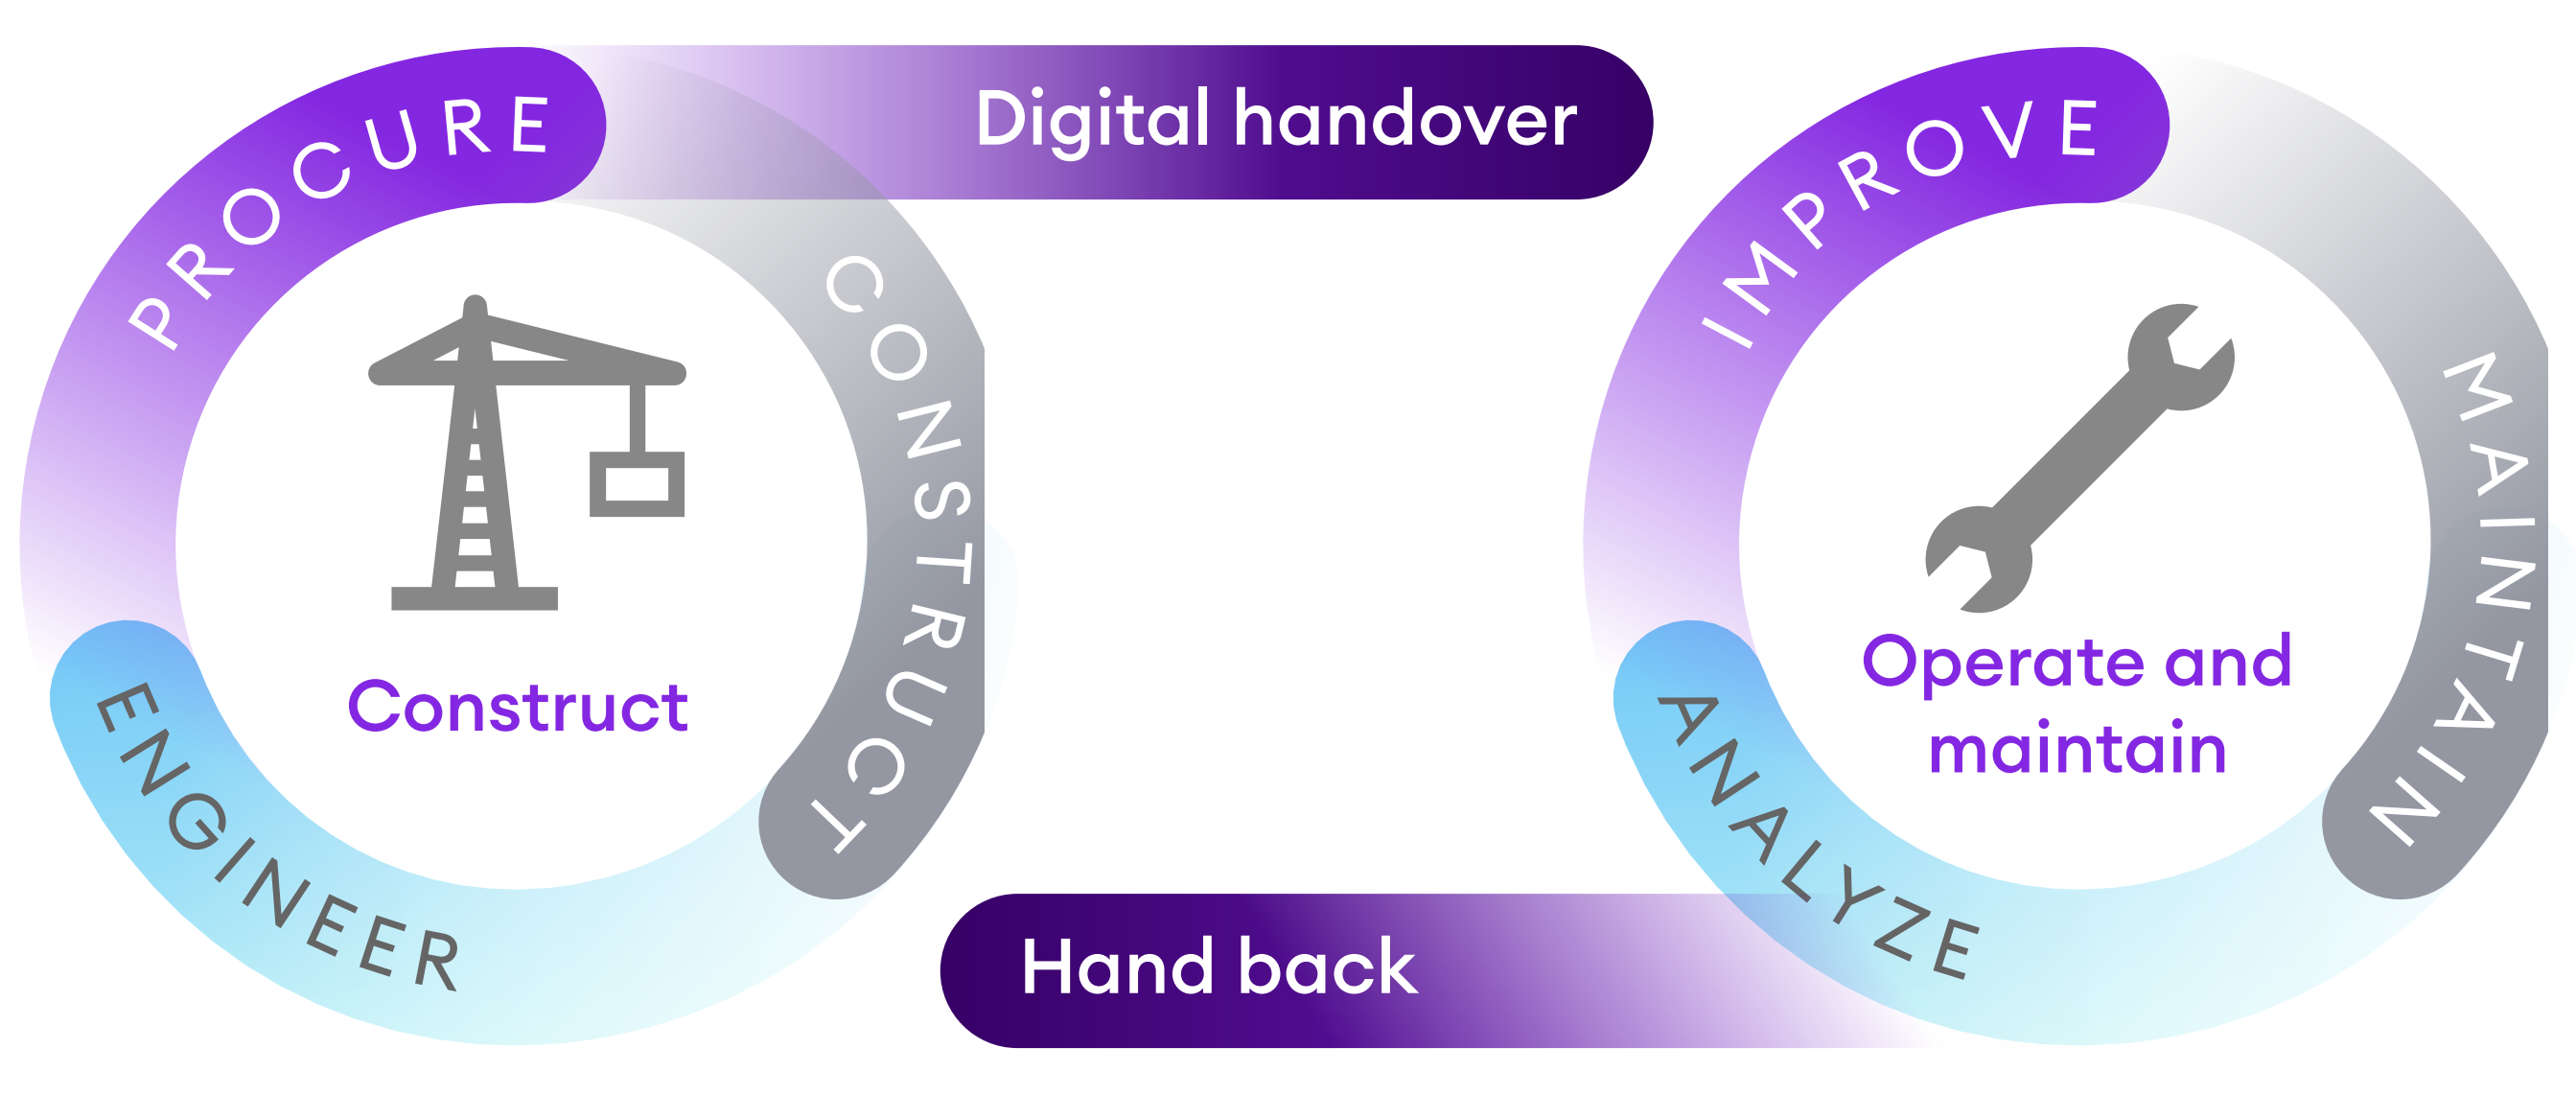 PROCURE
CONSTRUCT
ENGINEER
Construct
Digital handover
Hand back
IMPROVE
MAINTAIN
ANALYZE
Operate and
maintain